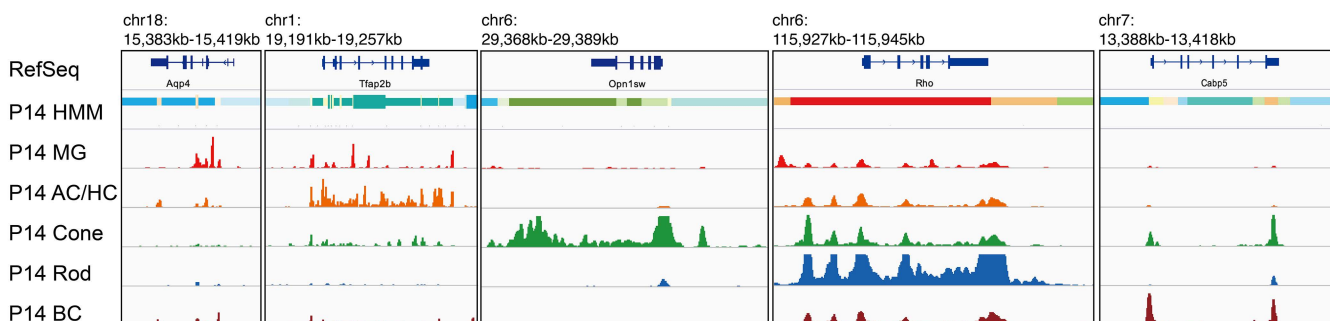 chr18: chr1: chr6: chr6: chr7:
15,383kb-15,419kb 19,191kb-19,257kb 29,368kb-29,389kb 115,927kb-115,945kb 13,388kb-13,418kb
RefSeq
Aqp4 Tfap2b Opn1sw Rho Cabp5
P14 HMM
P14 MG
P14 AC/HC
P14 Cone
P14 Rod
P14 BC